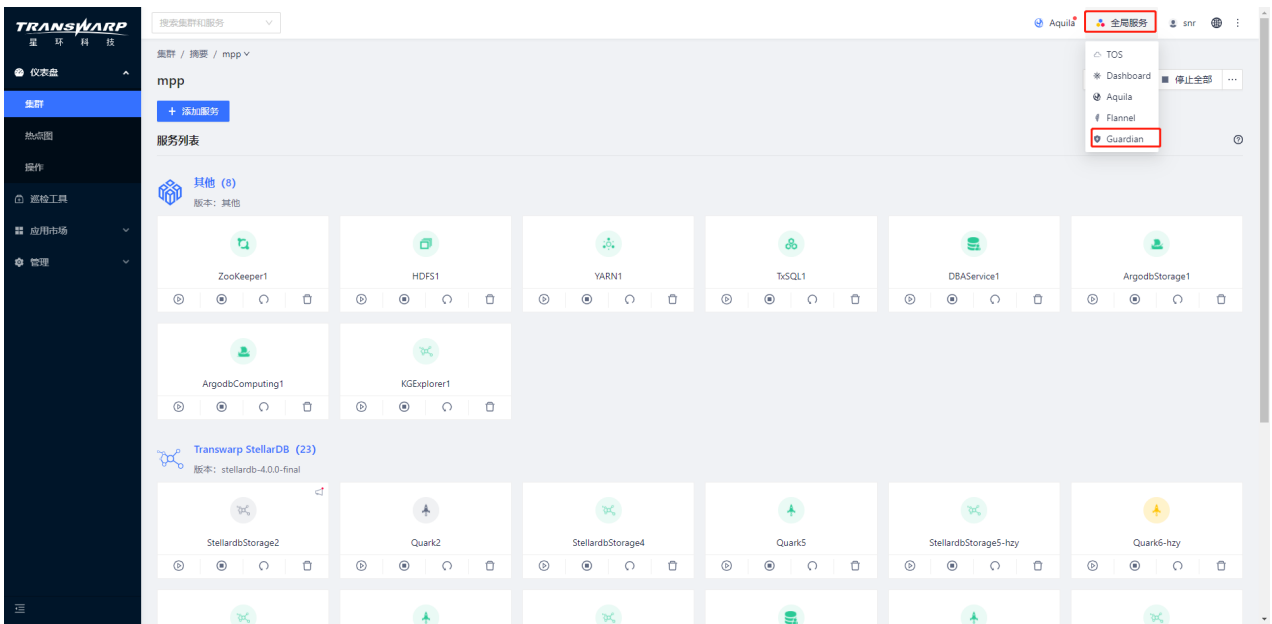 TRANSWARP
星 环 科 技
搜索集群和服务
Aquila
全局服务
snr
仪表盘
集群
热点图
操作
巡检工具
应用市场
管理
集群 / 摘要 / mpp
mpp
停止全部
TOS
Dashboard
Aquila
Flannel
Guardian
+ 添加服务
服务列表
其他 (8)
版本: 其他
ZooKeeper1
HDFS1
YARN1
TxSQL1
DBAService1
ArgodbStorage1
ArgodbComputing1
KGExplorer1
Transwarp StellarDB (23)
版本: stellardb-4.0.0-final
StellardbStorage2
Quark2
StellardbStorage4
Quark5
StellardbStorage5-hzy
Quark6-hzy